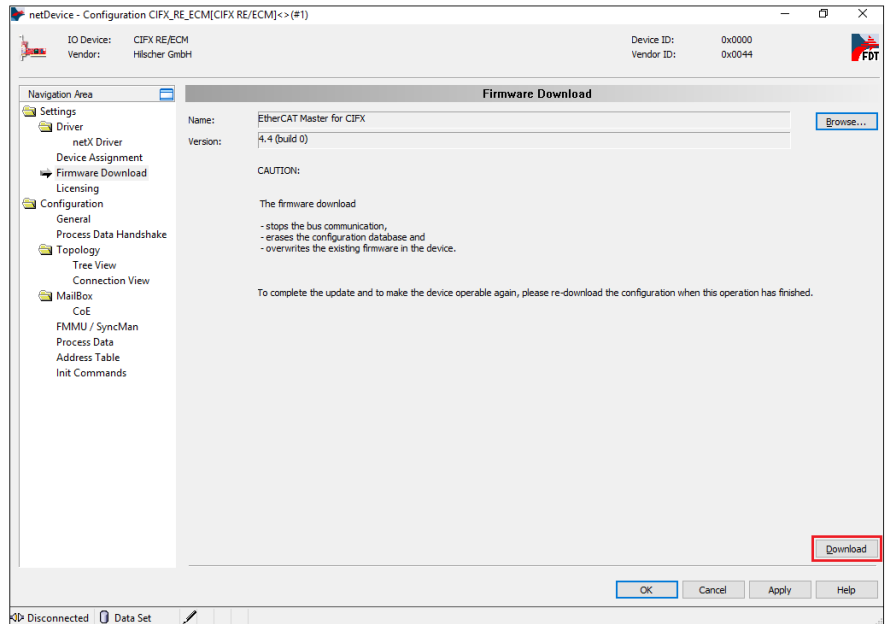 netDevice - Configuration CIFX_RE_ECM[CIFX RE/ECM]<>(#1)
IO Device: CIFX RE/ECM Device ID: 0x0000
Vendor: Hilscher GmbH Vendor ID: 0x0044
FDT
Navigation Area
Settings
Driver
netX Driver
Device Assignment
Firmware Download
Licensing
Configuration
General
Process Data Handshake
Topology
Tree View
Connection View
MailBox
CoE
FMMU / SyncMan
Process Data
Address Table
Init Commands
Firmware Download
Name: EtherCAT Master for CIFX Browse...
Version: 4.4 (build 0)
CAUTION:
The firmware download
- stops the bus communication,
- erases the configuration database and
- overwrites the existing firmware in the device.
To complete the update and to make the device operable again, please re-download the configuration when this operation has finished.
Download
OK Cancel Apply Help
Disconnected Data Set